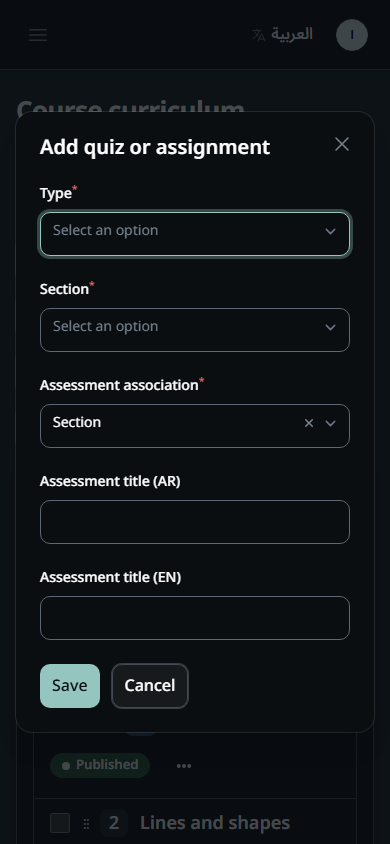 العربية
I
Course curriculum
Add quiz or assignment
Type*
Select an option
Section*
Select an option
Assessment association*
Section
Assessment title (AR)
Assessment title (EN)
Save
Cancel
Published
2 Lines and shapes